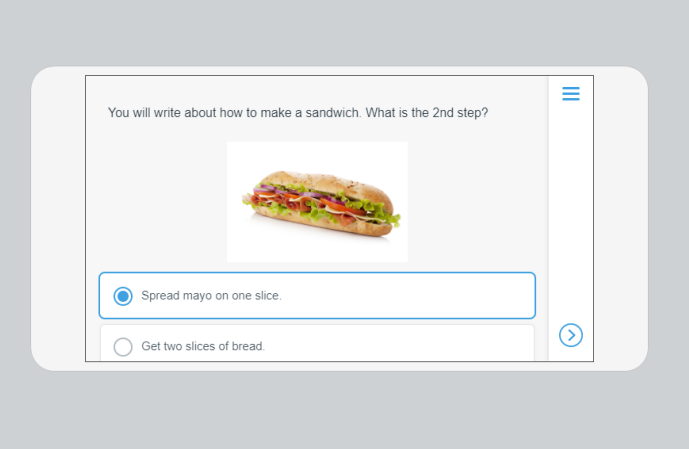 You will write about how to make a sandwich. What is the 2nd step?
Spread mayo on one slice.
Get two slices of bread.